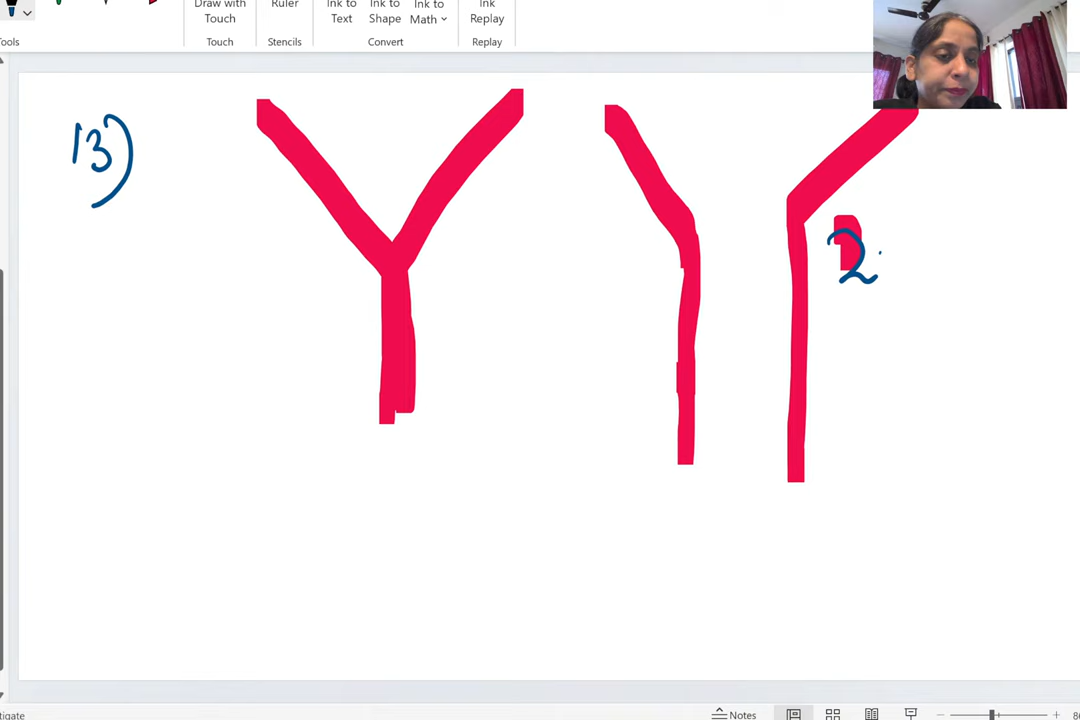 Draw with Touch
Ruler
Ink to Text
Ink to Shape
Ink to Math
Ink Replay
Touch
Stencils
Convert
Replay
13)
Y
2
Notes